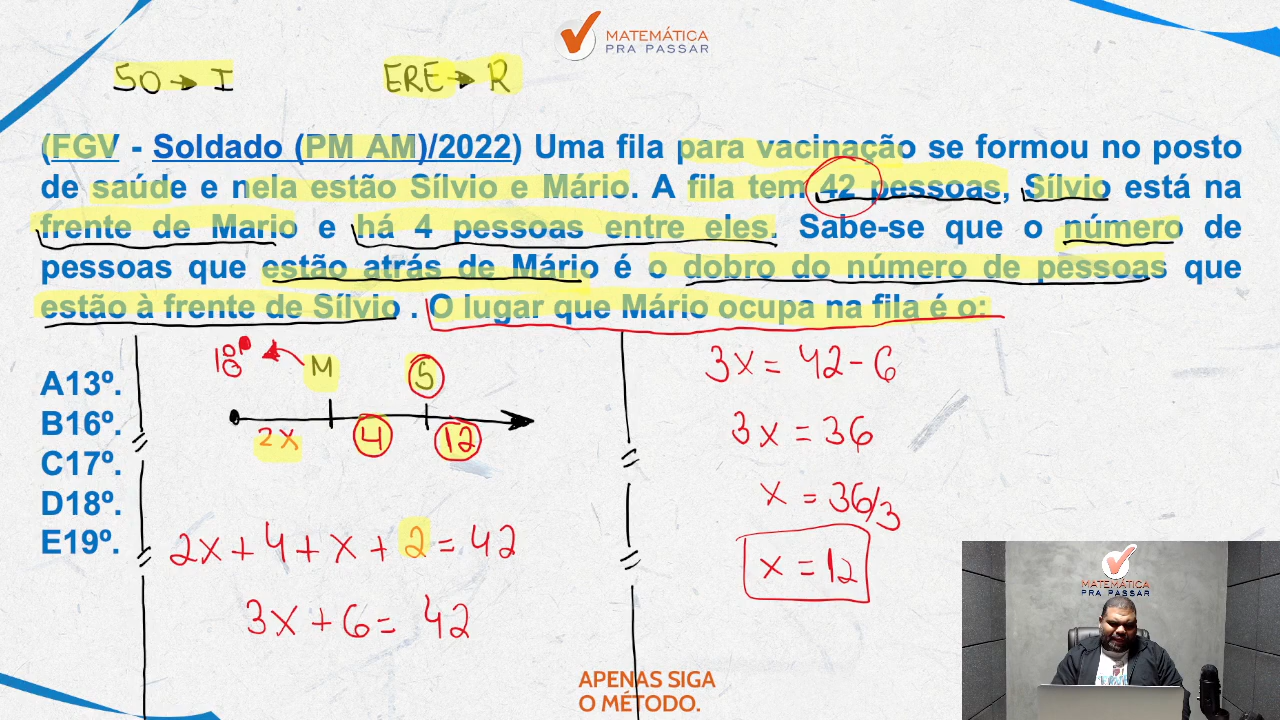 MATEMÁTICA
PRA PASSAR
SO → I
ERE → R
(FGV - Soldado (PM AM)/2022) Uma fila para vacinação se formou no posto
de saúde e nela estão Sílvio e Mário. A fila tem 42 pessoas, Sílvio está na
frente de Mario e há 4 pessoas entre eles. Sabe-se que o número de
pessoas que estão atrás de Mário é o dobro do número de pessoas que
estão à frente de Sílvio . O lugar que Mário ocupa na fila é o:
A13º.
B16º.
C17º.
D18º.
E19º.
18º
M
S
2x
4
12
2x + 4 + x + 2 = 42
3x + 6 = 42
3x = 42 - 6
3x = 36
x = 36/3
x = 12
MATEMÁTICA
PRA PASSAR
APENAS SIGA
O MÉTODO.